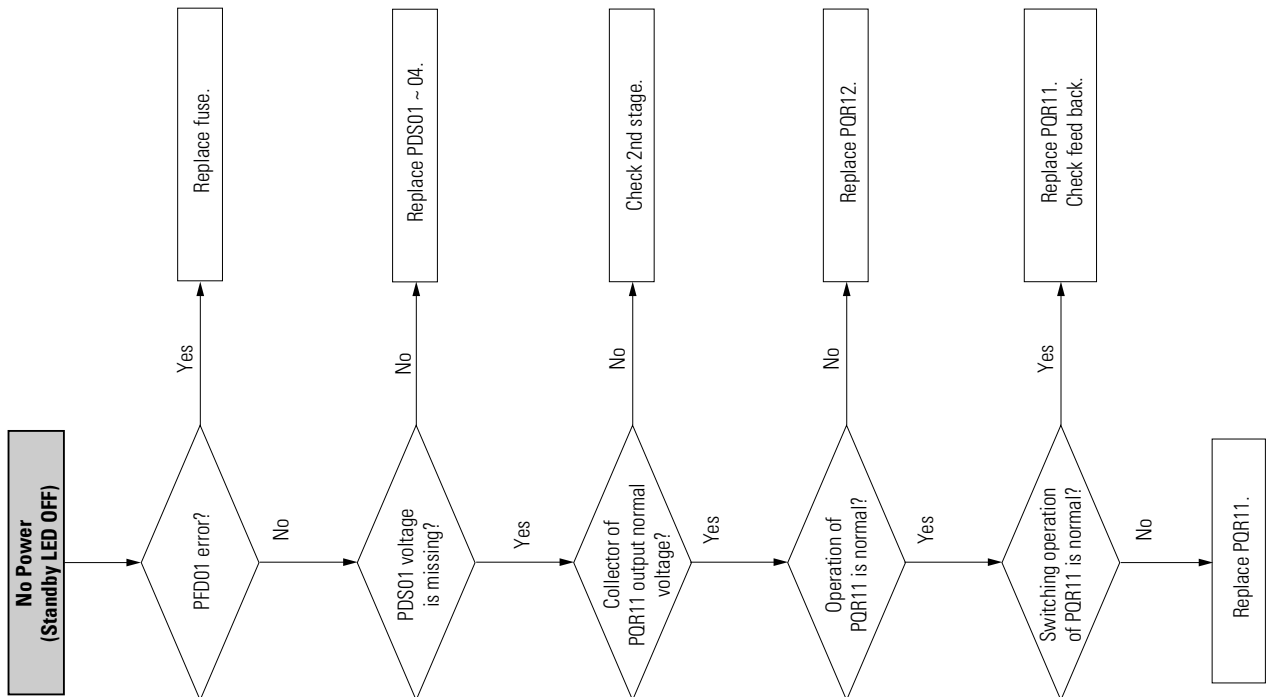 No Power
(Standby LED OFF)
PFD01 error?
Yes
Replace fuse.
No
PDS01 voltage
is missing?
No
Replace PDS01 ~ 04.
Yes
Collector of
PQR11 output normal
voltage?
No
Check 2nd stage.
Yes
Operation of
PQR11 is normal?
No
Replace PQR12.
Yes
Switching operation
of PQR11 is normal?
Yes
Replace PQR11.
Check feed back.
No
Replace PQR11.